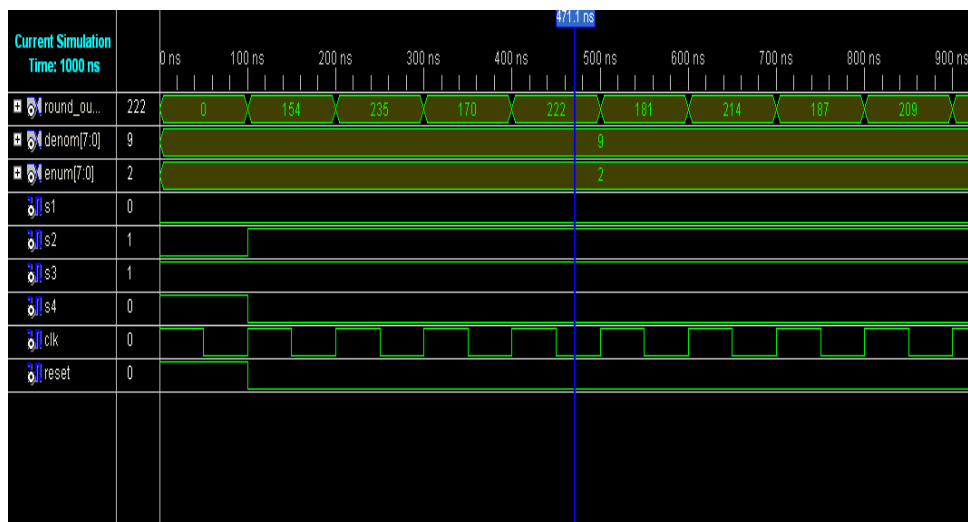 471.1 ns
Current Simulation
Time: 1000 ns
0 ns 100 ns 200 ns 300 ns 400 ns 500 ns 600 ns 700 ns 800 ns 900 ns
round_ou... 222 0 154 235 170 222 181 214 187 209
denom[7:0] 9 9
enum[7:0] 2 2
s1 0
s2 1
s3 1
s4 0
clk 0
reset 0